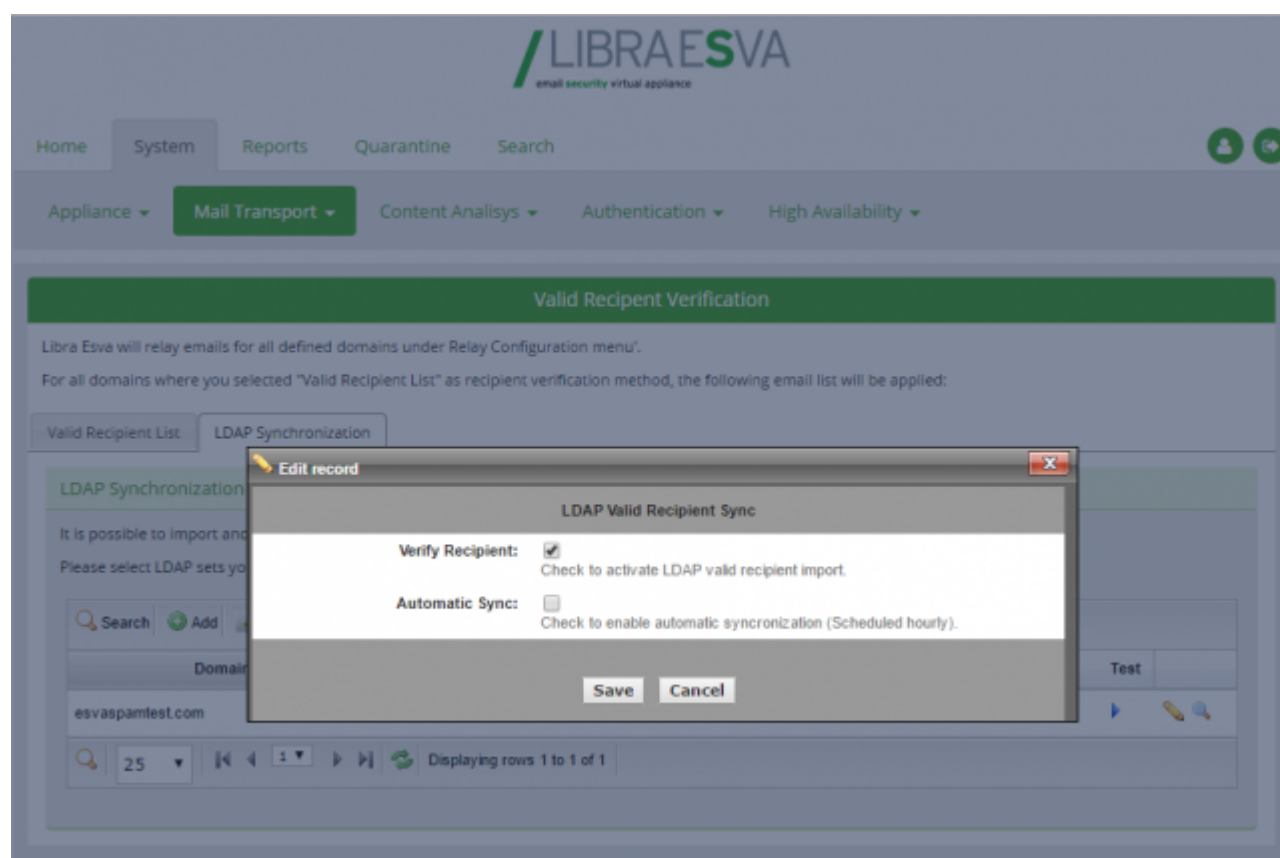 LIBRAESVA
email security virtual appliance
Home System Reports Quarantine Search
Appliance Mail Transport Content Analisys Authentication High Availability
Valid Recipent Verification
Libra Esva will relay emails for all defined domains under Relay Configuration menu'.
For all domains where you selected "Valid Recipient List" as recipient verification method, the following email list will be applied:
Valid Recipient List LDAP Synchronization
Edit record
LDAP Synchronization
LDAP Valid Recipient Sync
It is possible to import and
Verify Recipient:
Check to activate LDAP valid recipient import.
Please select LDAP sets yo
Automatic Sync:
Check to enable automatic syncronization (Scheduled hourly).
Search Add
Domain Test
Save Cancel
esvaspamtest.com
25 1 Displaying rows 1 to 1 of 1